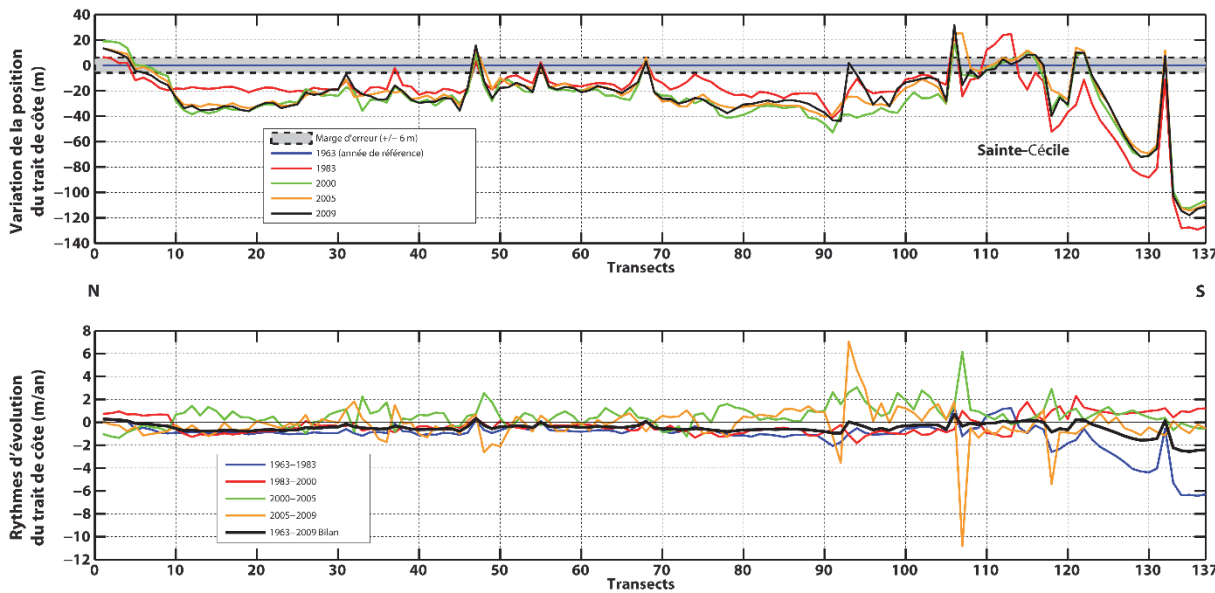 Variation de la position
du trait de côte (m)
40
20
0
−20
−40
−60
−80
−100
−120
−140
Marge d'erreur (+/− 6 m)
1963 (année de référence)
1983
2000
2005
2009
Sainte-Cécile
0 10 20 30 40 50 60 70 80 90 100 110 120 130 137
Transects
N S
Rythmes d'évolution
du trait de côte (m/an)
8
6
4
2
0
−2
−4
−6
−8
−10
−12
1963−1983
1983−2000
2000−2005
2005−2009
1963−2009 Bilan
0 10 20 30 40 50 60 70 80 90 100 110 120 130 137
Transects